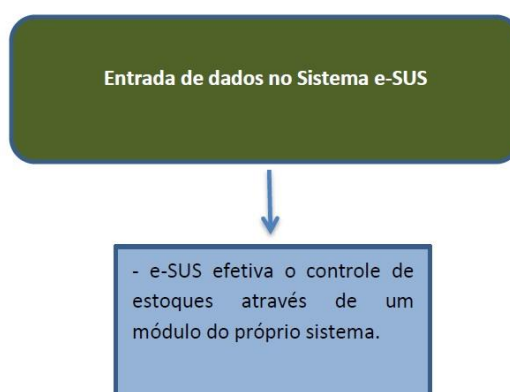 Entrada de dados no Sistema e-SUS
- e-SUS efetiva o controle de
estoques através de um
módulo do próprio sistema.